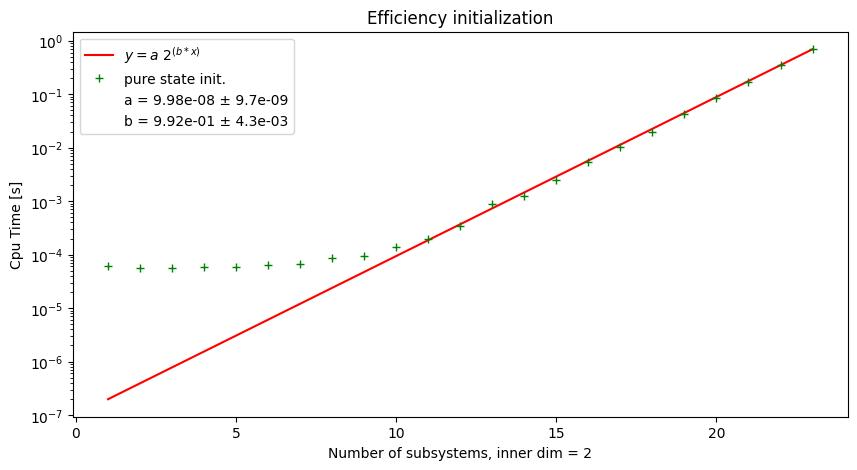 Efficiency initialization
y = a 2^(b*x)
pure state init.
a = 9.98e-08 ± 9.7e-09
b = 9.92e-01 ± 4.3e-03
Cpu Time [s]
10^0
10^-1
10^-2
10^-3
10^-4
10^-5
10^-6
10^-7
0 5 10 15 20
Number of subsystems, inner dim = 2